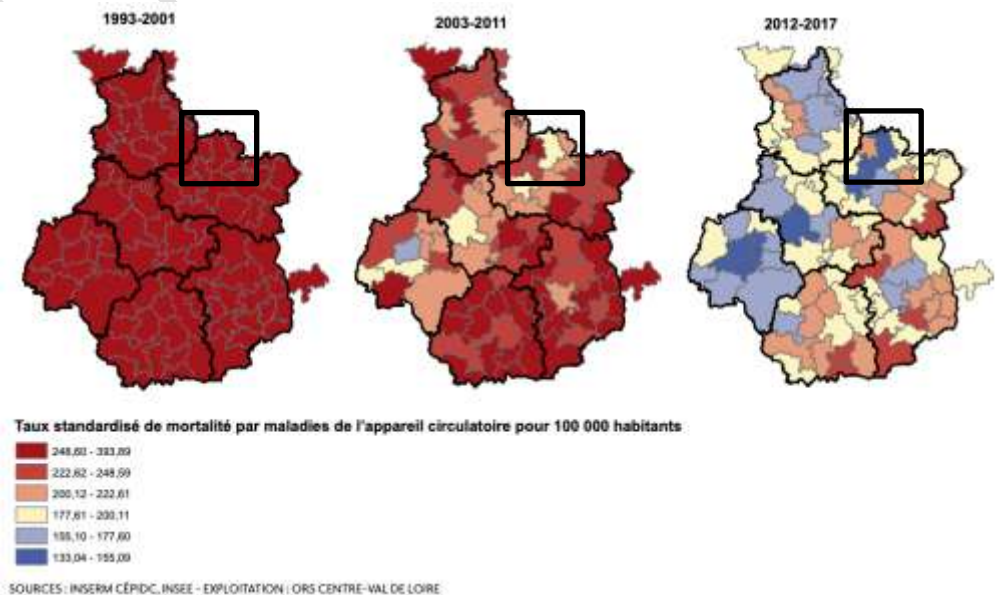 1993-2001
2003-2011
2012-2017
Taux standardisé de mortalité par maladies de l'appareil circulatoire pour 100 000 habitants
248,60 - 393,89
222,62 - 248,59
200,12 - 222,61
177,61 - 200,11
155,10 - 177,60
133,04 - 155,09
SOURCES : INSERM CÉPIDC, INSEE - EXPLOITATION : ORS CENTRE-VAL DE LOIRE